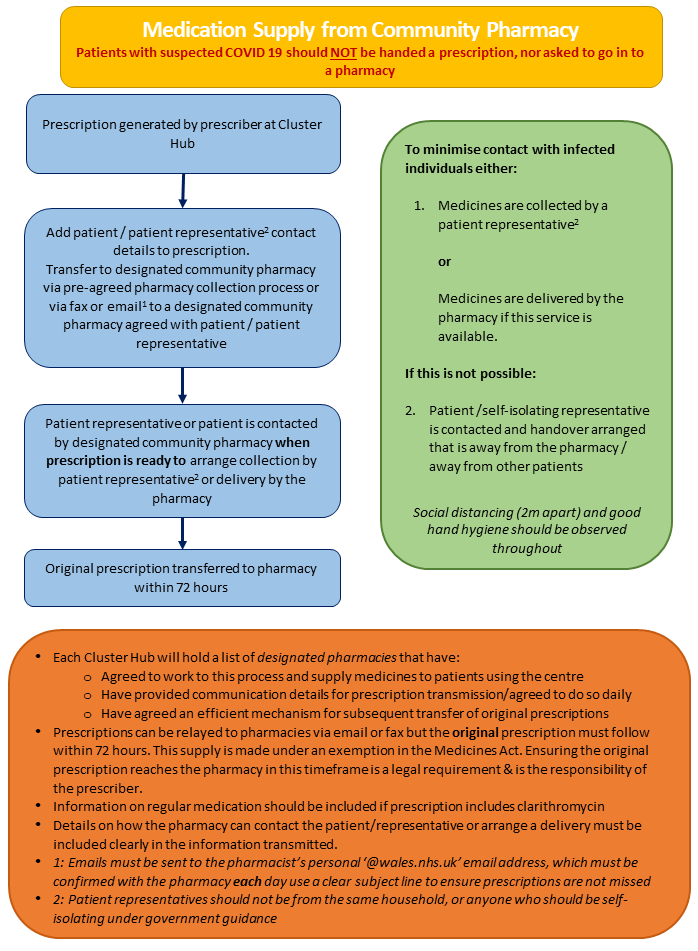 Medication Supply from Community Pharmacy
Patients with suspected COVID 19 should NOT be handed a prescription, nor asked to go in to
a pharmacy
Prescription generated by prescriber at Cluster
Hub
Add patient / patient representative² contact
details to prescription.
Transfer to designated community pharmacy
via pre-agreed pharmacy collection process or
via fax or email¹ to a designated community
pharmacy agreed with patient / patient
representative
Patient representative or patient is contacted
by designated community pharmacy when
prescription is ready to arrange collection by
patient representative² or delivery by the
pharmacy
Original prescription transferred to pharmacy
within 72 hours
To minimise contact with infected
individuals either:
1. Medicines are collected by a
patient representative²
or
Medicines are delivered by the
pharmacy if this service is
available.
If this is not possible:
2. Patient /self-isolating representative
is contacted and handover arranged
that is away from the pharmacy /
away from other patients
Social distancing (2m apart) and good
hand hygiene should be observed
throughout
• Each Cluster Hub will hold a list of designated pharmacies that have:
o Agreed to work to this process and supply medicines to patients using the centre
o Have provided communication details for prescription transmission/agreed to do so daily
o Have agreed an efficient mechanism for subsequent transfer of original prescriptions
• Prescriptions can be relayed to pharmacies via email or fax but the original prescription must follow
within 72 hours. This supply is made under an exemption in the Medicines Act. Ensuring the original
prescription reaches the pharmacy in this timeframe is a legal requirement & is the responsibility of
the prescriber.
• Information on regular medication should be included if prescription includes clarithromycin
• Details on how the pharmacy can contact the patient/representative or arrange a delivery must be
included clearly in the information transmitted.
• 1: Emails must be sent to the pharmacist's personal '@wales.nhs.uk' email address, which must be
confirmed with the pharmacy each day use a clear subject line to ensure prescriptions are not missed
• 2: Patient representatives should not be from the same household, or anyone who should be self-
isolating under government guidance